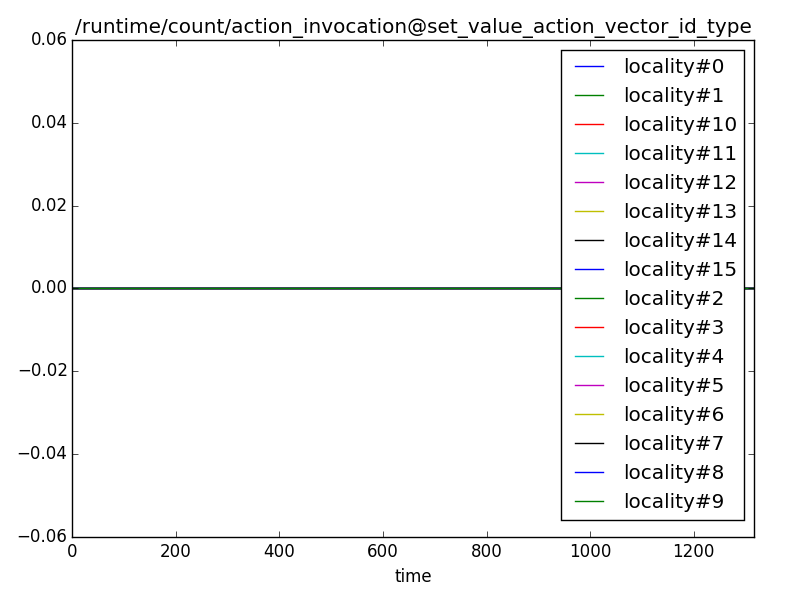 /runtime/count/action_invocation@set_value_action_vector_id_type
0.06
0.04
0.02
0.00
−0.02
−0.04
−0.06
locality#0
locality#1
locality#10
locality#11
locality#12
locality#13
locality#14
locality#15
locality#2
locality#3
locality#4
locality#5
locality#6
locality#7
locality#8
locality#9
0 200 400 600 800 1000 1200
time